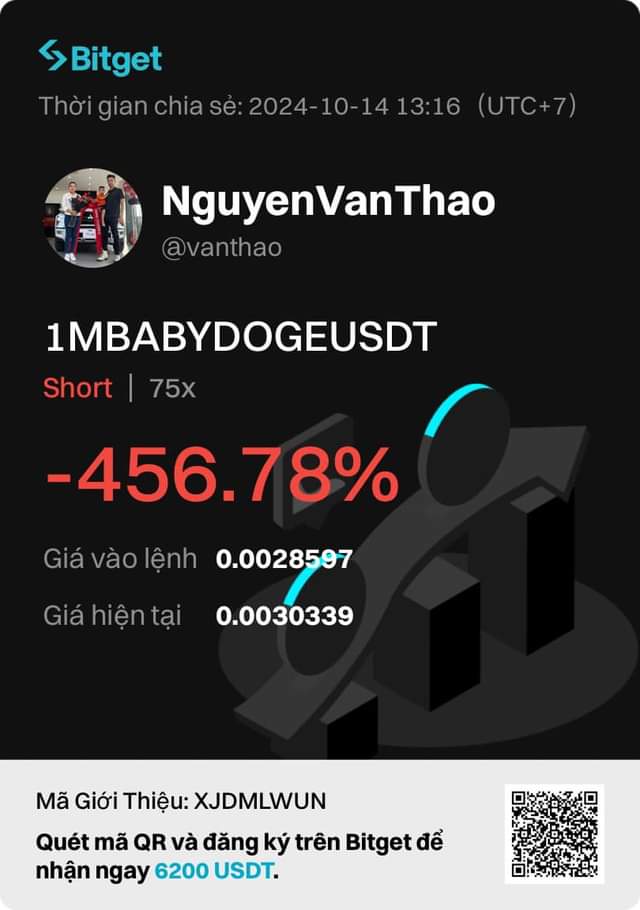 Bitget
Thời gian chia sẻ: 2024-10-14 13:16（UTC+7）
NguyenVanThao
@vanthao
1MBABYDOGEUSDT
Short | 75x
-456.78%
Giá vào lệnh 0.0028597
Giá hiện tại 0.0030339
Mã Giới Thiệu: XJDMLWUN
Quét mã QR và đăng ký trên Bitget để
nhận ngay 6200 USDT.